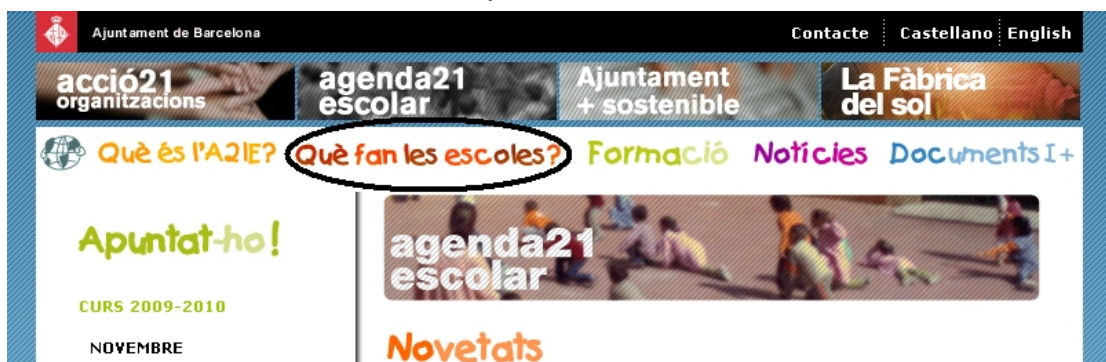 Ajuntament de Barcelona
Contacte Castellano English
acció21
organitzacions
agenda21
escolar
Ajuntament
+ sostenible
La Fàbrica
del sol
Què és l'A21E? Què fan les escoles? Formació Notícies Documents I+
Apuntat-ho!
CURS 2009-2010
NOVEMBRE
agenda21
escolar
Novetats